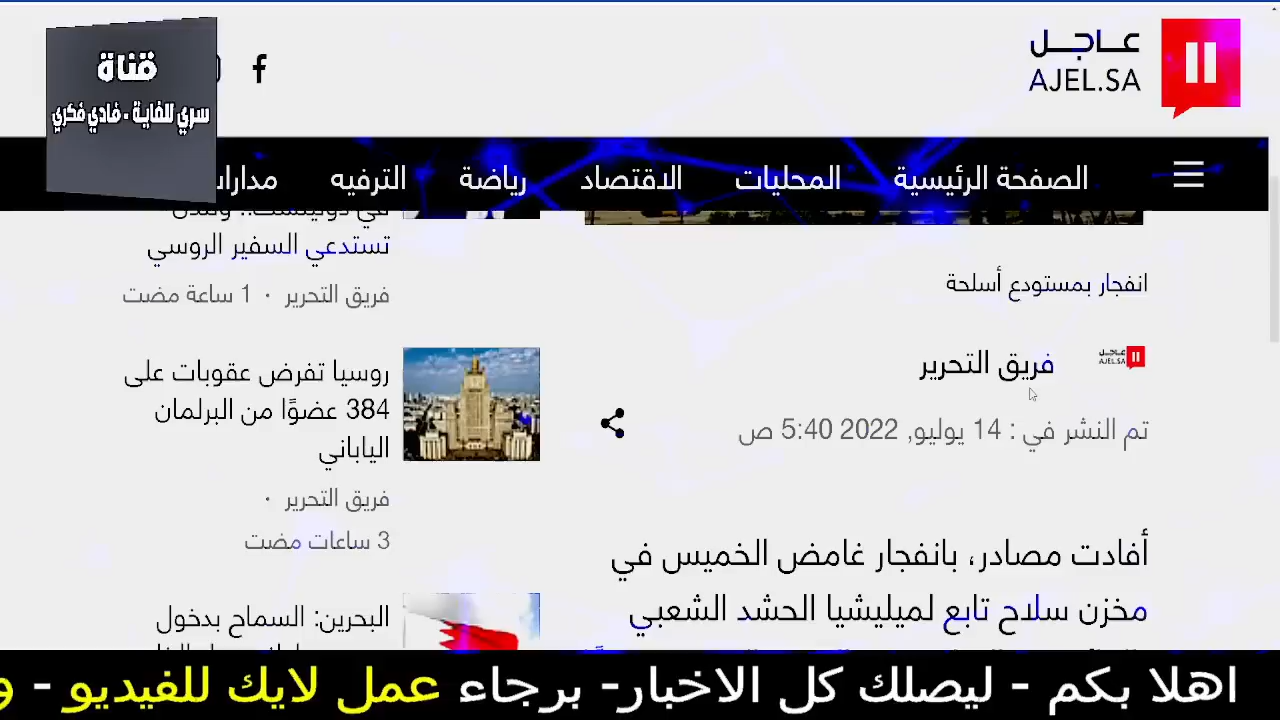 قناة
سري للغاية - فادي فكري
عـاجـل
AJEL.SA
الصفحة الرئيسية المحليات الاقتصاد رياضة الترفيه
انفجار بمستودع أسلحة
عـاجـل
AJEL.SA
فريق التحرير
تم النشر في : 14 يوليو, 2022 5:40 ص
أفادت مصادر، بانفجار غامض الخميس في
مخزن سلاح تابع لميليشيا الحشد الشعبي
تستدعي السفير الروسي
فريق التحرير · 1 ساعة مضت
روسيا تفرض عقوبات على
384 عضوًا من البرلمان
الياباني
فريق التحرير ·
3 ساعات مضت
البحرين: السماح بدخول
اهلا بكم - ليصلك كل الاخبار- برجاء عمل لايك للفيديو - و